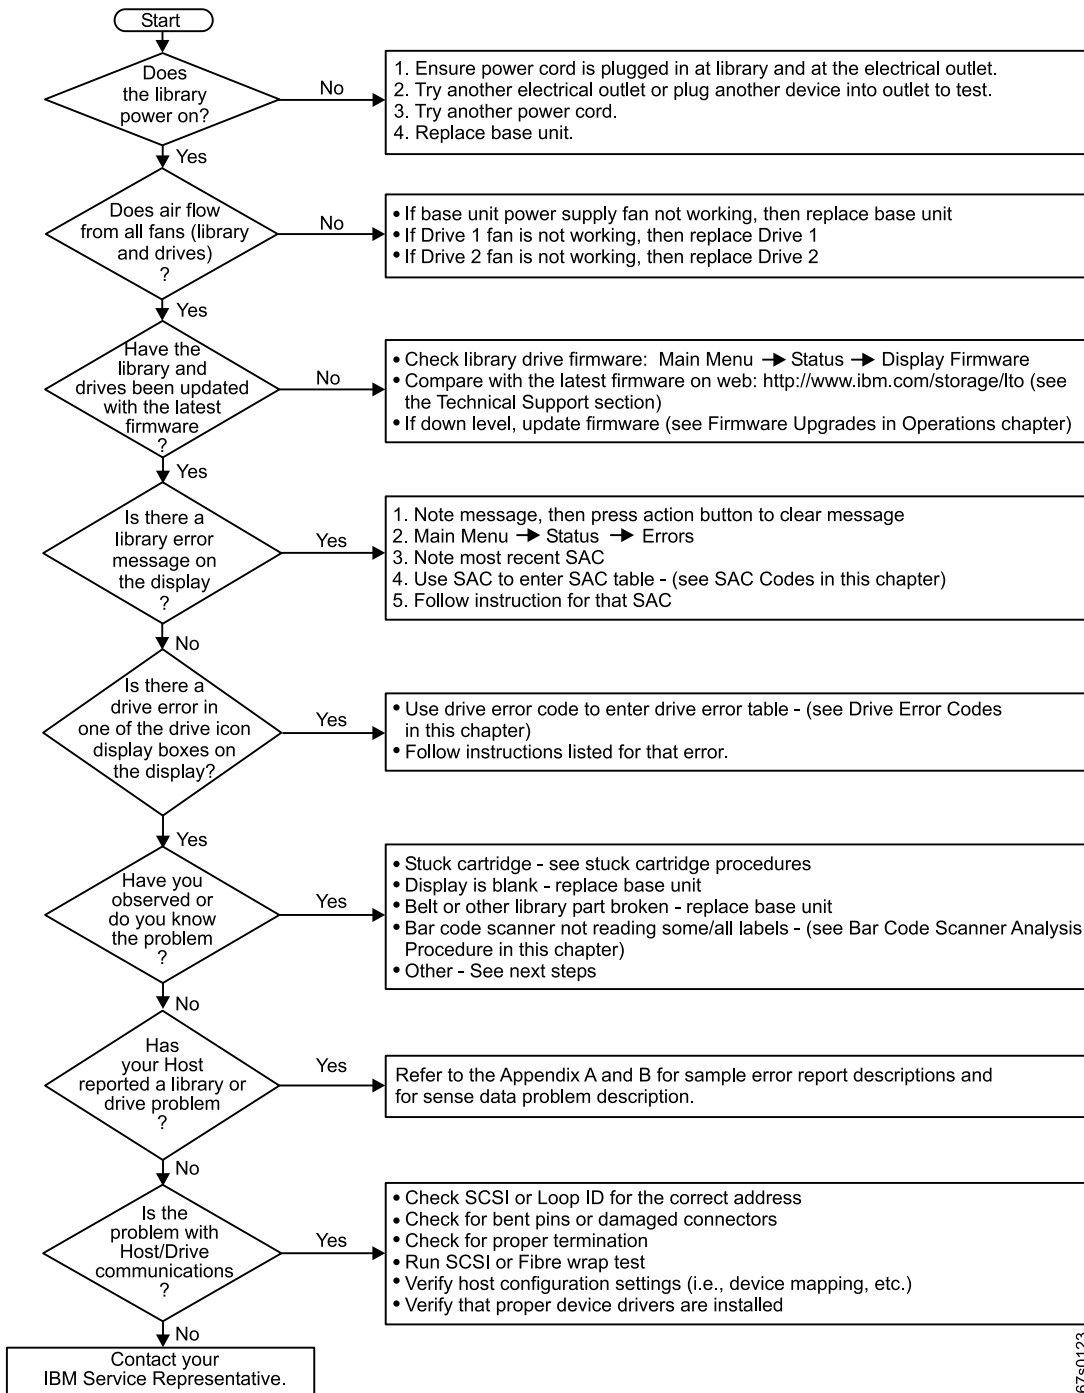 Start
Does
the library
power on?
No
1. Ensure power cord is plugged in at library and at the electrical outlet.
2. Try another electrical outlet or plug another device into outlet to test.
3. Try another power cord.
4. Replace base unit.
Yes
Does air flow
from all fans (library
and drives)
?
No
• If base unit power supply fan not working, then replace base unit
• If Drive 1 fan is not working, then replace Drive 1
• If Drive 2 fan is not working, then replace Drive 2
Yes
Have the
library and
drives been updated
with the latest
firmware
?
No
• Check library drive firmware: Main Menu → Status → Display Firmware
• Compare with the latest firmware on web: http://www.ibm.com/storage/lto (see
the Technical Support section)
• If down level, update firmware (see Firmware Upgrades in Operations chapter)
Yes
Is there a
library error
message on
the display
?
Yes
1. Note message, then press action button to clear message
2. Main Menu → Status → Errors
3. Note most recent SAC
4. Use SAC to enter SAC table - (see SAC Codes in this chapter)
5. Follow instruction for that SAC
No
Is there a
drive error in
one of the drive icon
display boxes on
the display?
Yes
• Use drive error code to enter drive error table - (see Drive Error Codes
in this chapter)
• Follow instructions listed for that error.
Yes
Have you
observed or
do you know
the problem
?
Yes
• Stuck cartridge - see stuck cartridge procedures
• Display is blank - replace base unit
• Belt or other library part broken - replace base unit
• Bar code scanner not reading some/all labels - (see Bar Code Scanner Analysis
Procedure in this chapter)
• Other - See next steps
No
Has
your Host
reported a library or
drive problem
?
Yes
Refer to the Appendix A and B for sample error report descriptions and
for sense data problem description.
No
Is the
problem with
Host/Drive
communications
?
Yes
• Check SCSI or Loop ID for the correct address
• Check for bent pins or damaged connectors
• Check for proper termination
• Run SCSI or Fibre wrap test
• Verify host configuration settings (i.e., device mapping, etc.)
• Verify that proper device drivers are installed
No
Contact your
IBM Service Representative.
67s0123